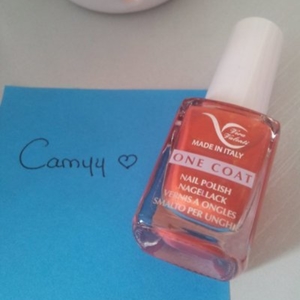 Camyy ♡
MADE IN ITALY
ONE COAT
NAIL POLISH
NAGELLACK
VERNIS A ONGLES
SMALTO PER UNGHIE